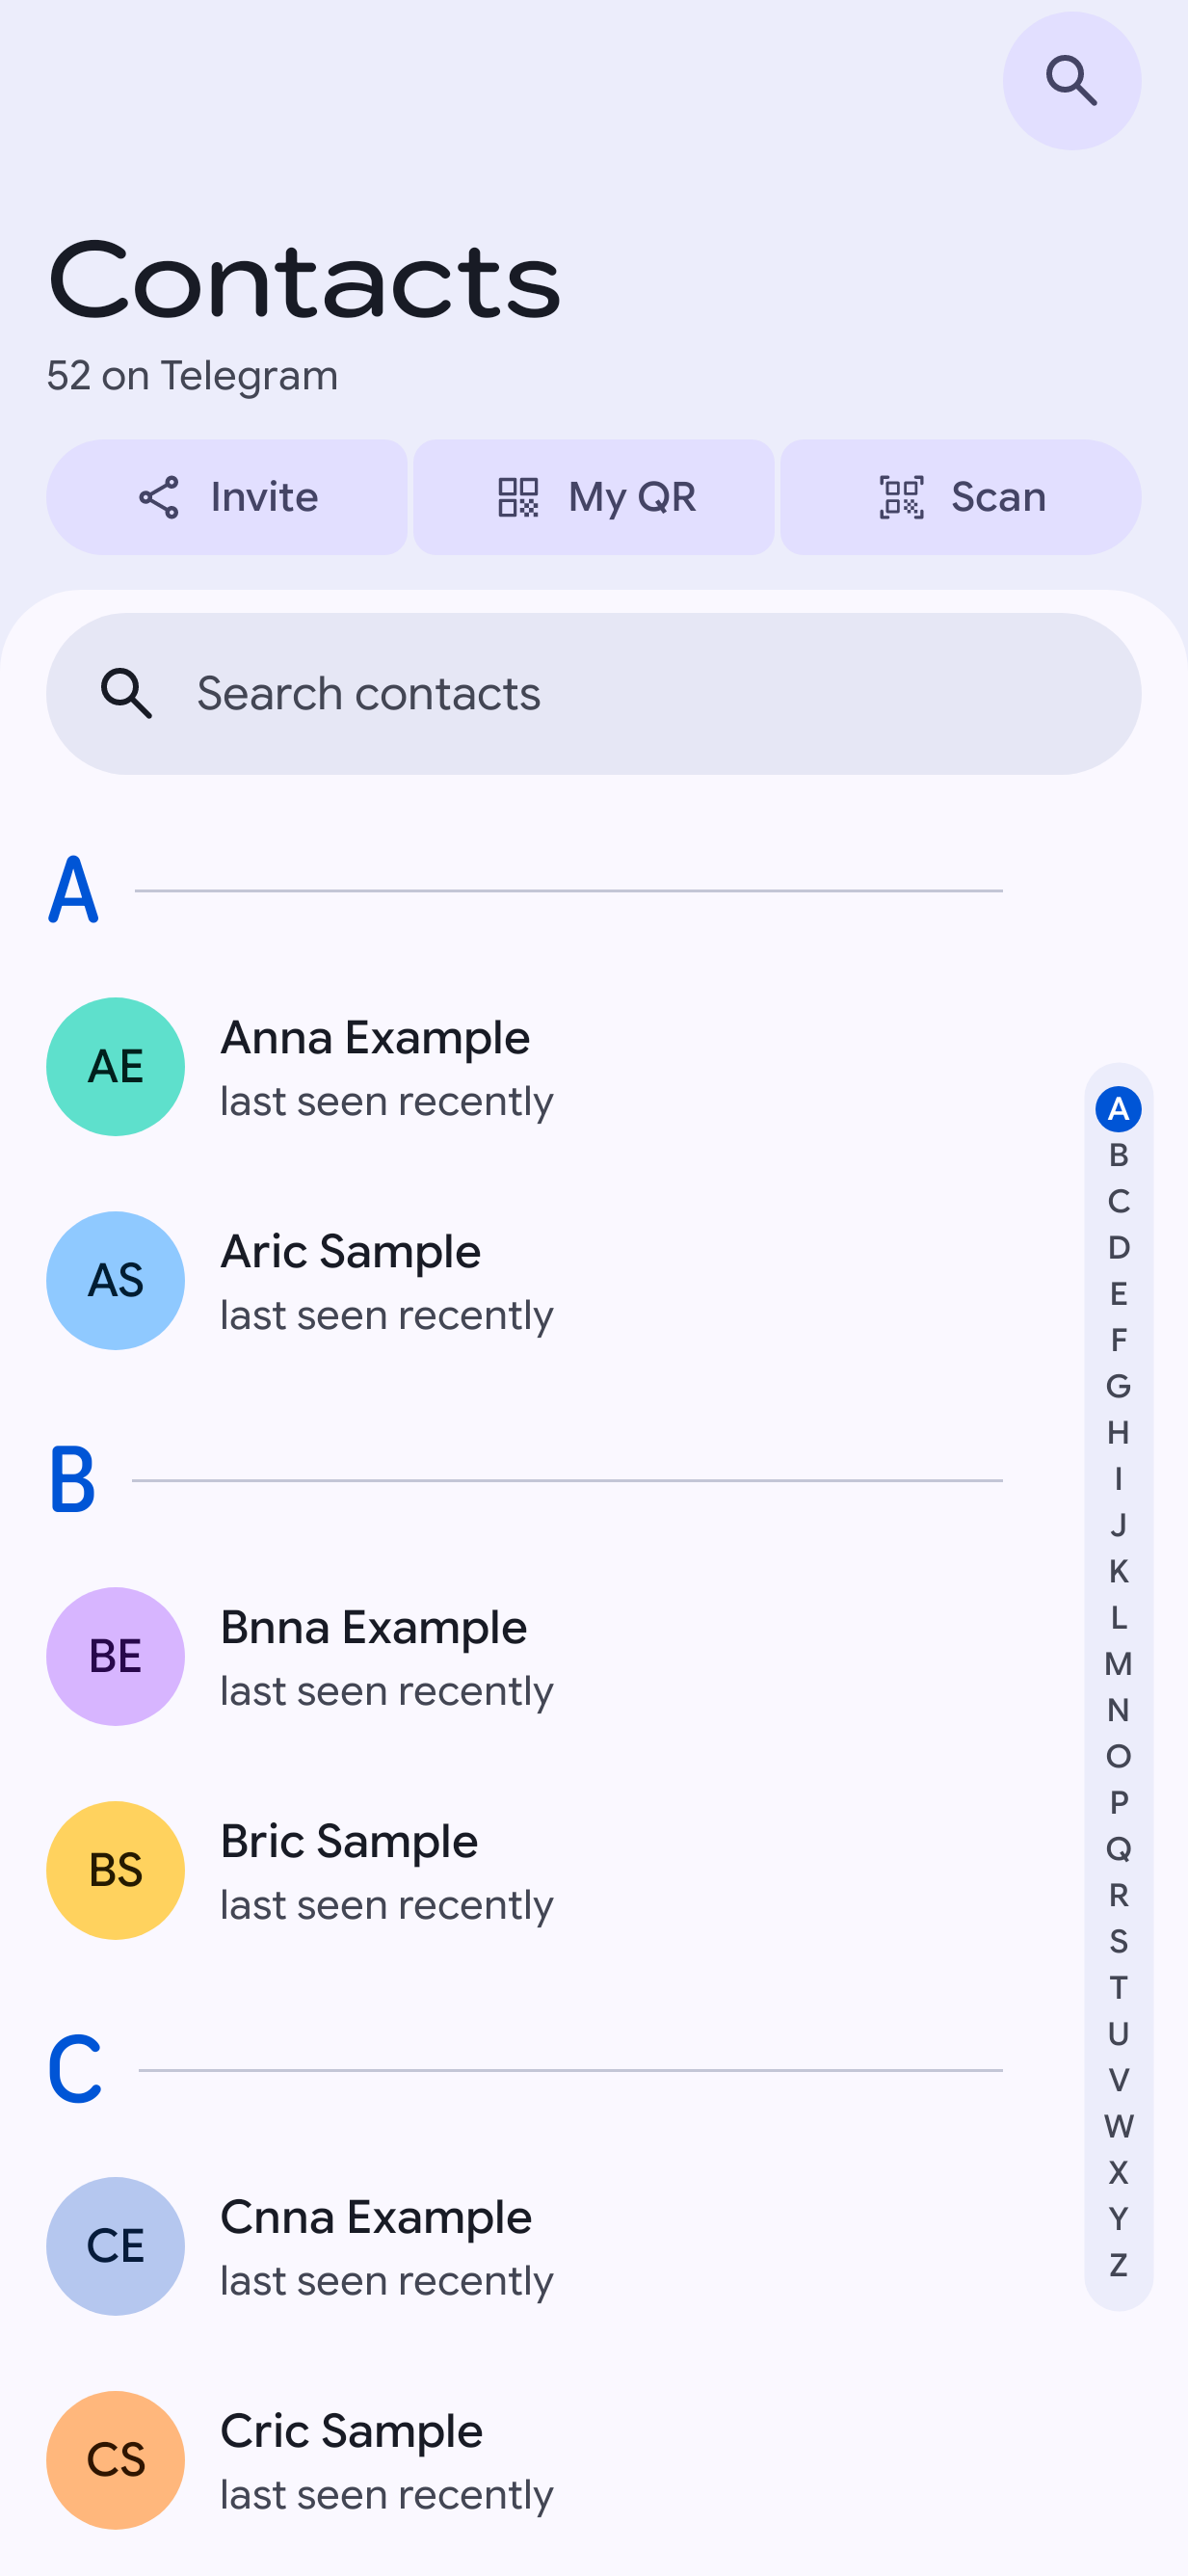 Contacts
52 on Telegram
Invite
My QR
Scan
Search contacts
A
AE
Anna Example
last seen recently
AS
Aric Sample
last seen recently
B
BE
Bnna Example
last seen recently
BS
Bric Sample
last seen recently
C
CE
Cnna Example
last seen recently
CS
Cric Sample
last seen recently
A
B
C
D
E
F
G
H
I
J
K
L
M
N
O
P
Q
R
S
T
U
V
W
X
Y
Z